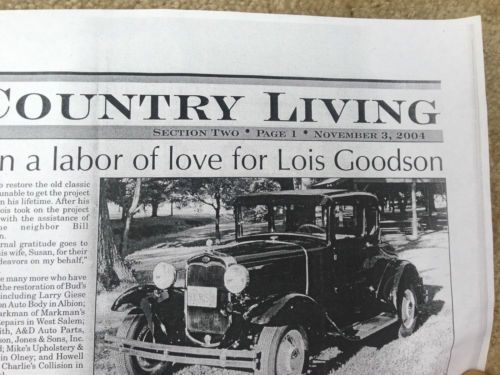 COUNTRY LIVING
SECTION TWO • PAGE 1 • NOVEMBER 3, 2004
n a labor of love for Lois Goodson
o restore the old classic
unable to get the project
n his lifetime. After his
ois took on the project
with the assistance of
ne neighbor Bill
n.
rnal gratitude goes to
is wife, Susan, for their
deavors on my behalf,"
e many more who have
the restoration of Bud's
including Larry Giese
on Auto Body in Albion;
arkman of Markman's
epairs in West Salem;
ith, A&D Auto Parts,
son, Jones & Sons, Inc.
d; Mike's Upholstery &
in Olney; and Howell
Charlie's Collision in